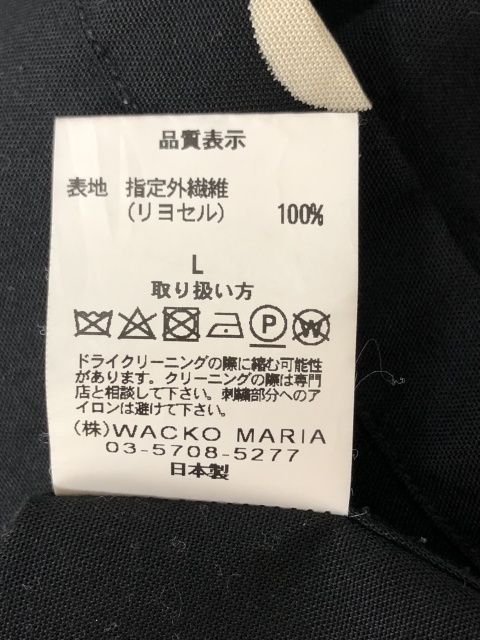 品質表示
表地 指定外繊維
(リヨセル) 100%
L
取り扱い方
P W
ドライクリーニングの際に縮む可能性
があります。クリーニングの際は専門
店と相談して下さい。刺繍部分へのア
イロンは避けて下さい。
(株)WACKO MARIA
03-5708-5277
日本製